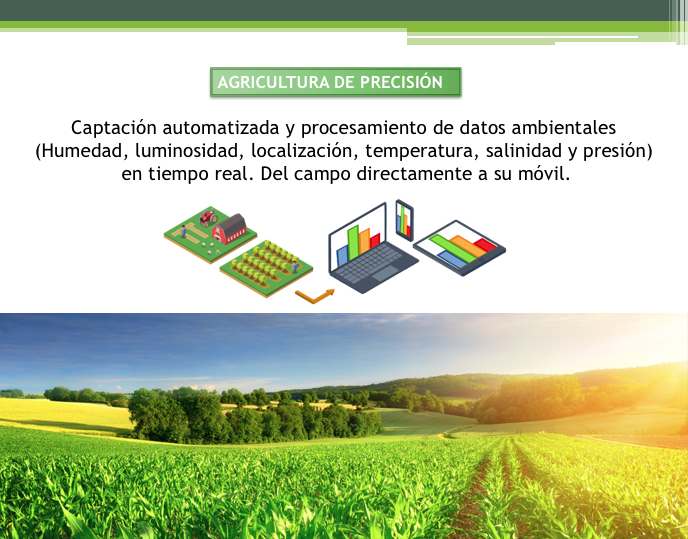 AGRICULTURA DE PRECISIÓN
Captación automatizada y procesamiento de datos ambientales
(Humedad, luminosidad, localización, temperatura, salinidad y presión)
en tiempo real. Del campo directamente a su móvil.